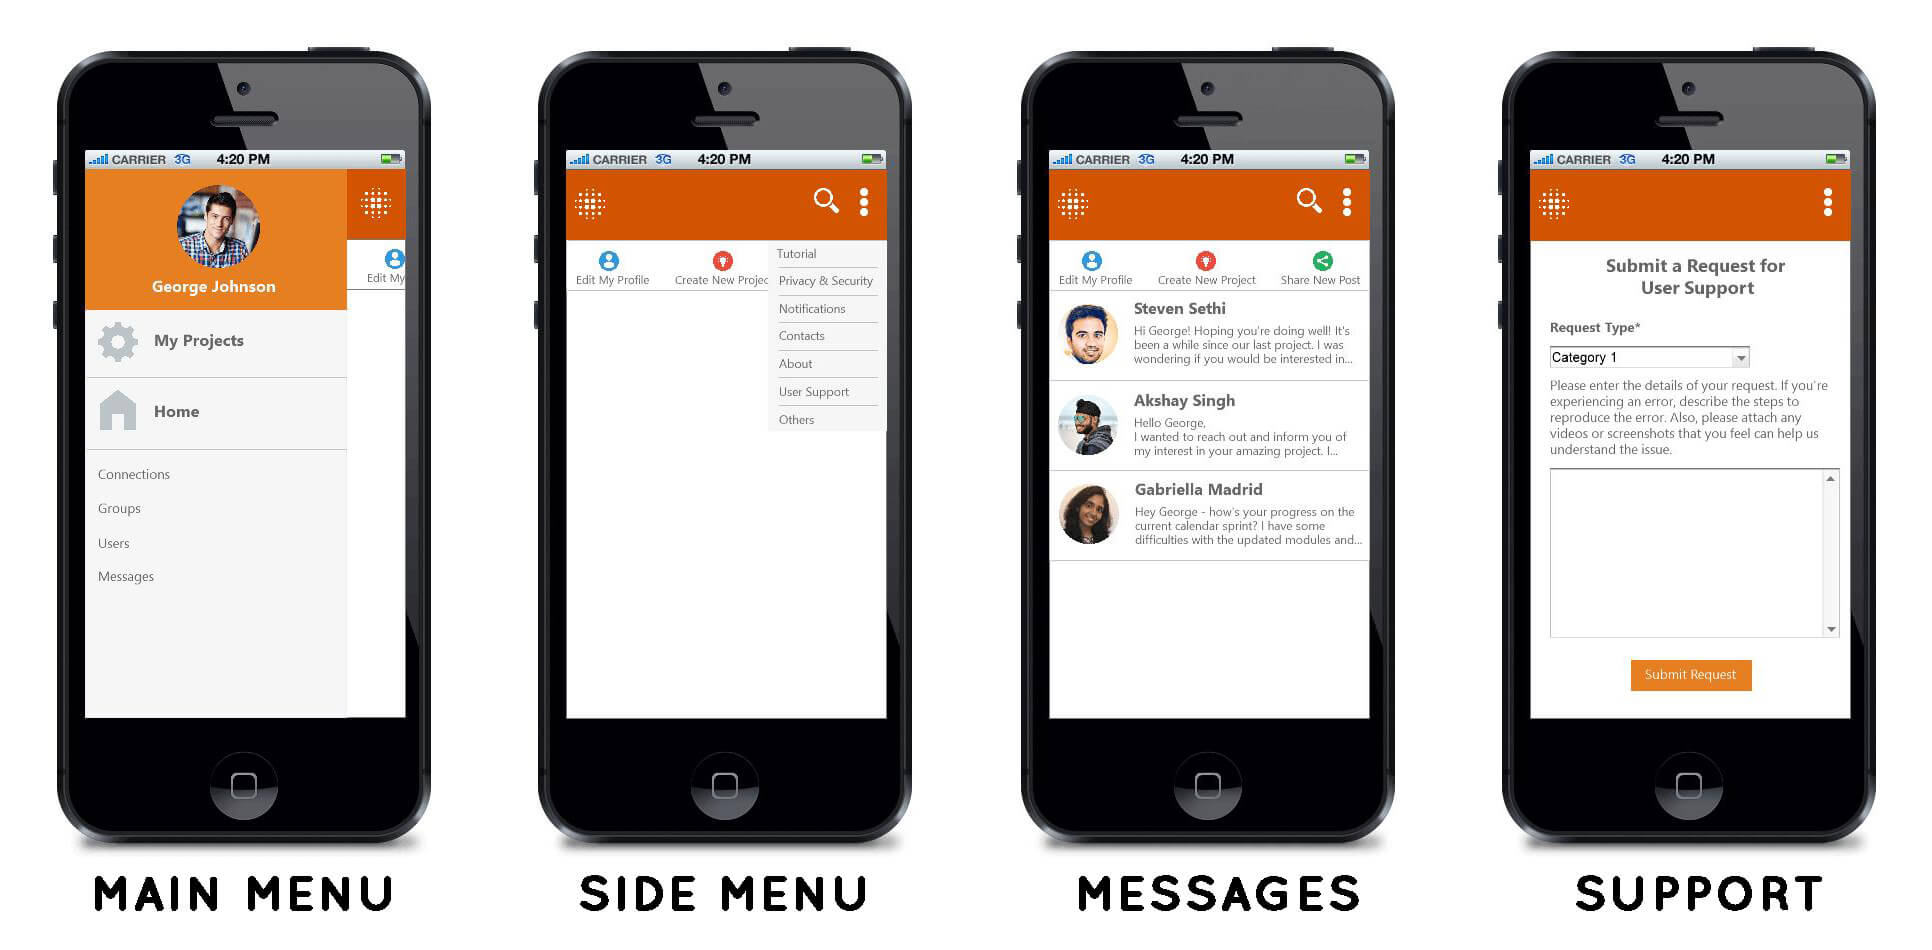 CARRIER 3G 4:20 PM
George Johnson
Edit My
My Projects
Home
Connections
Groups
Users
Messages
MAIN MENU
CARRIER 3G 4:20 PM
Edit My Profile
Create New Projec
Tutorial
Privacy & Security
Notifications
Contacts
About
User Support
Others
SIDE MENU
CARRIER 3G 4:20 PM
Edit My Profile
Create New Project
Share New Post
Steven Sethi
Hi George! Hoping you're doing well! It's
been a while since our last project. I was
wondering if you would be interested in...
Akshay Singh
Hello George,
I wanted to reach out and inform you of
my interest in your amazing project. I...
Gabriella Madrid
Hey George - how's your progress on the
current calendar sprint? I have some
difficulties with the updated modules and...
MESSAGES
CARRIER 3G 4:20 PM
Submit a Request for
User Support
Request Type*
Category 1
Please enter the details of your request. If you're
experiencing an error, describe the steps to
reproduce the error. Also, please attach any
videos or screenshots that you feel can help us
understand the issue.
Submit Request
SUPPORT